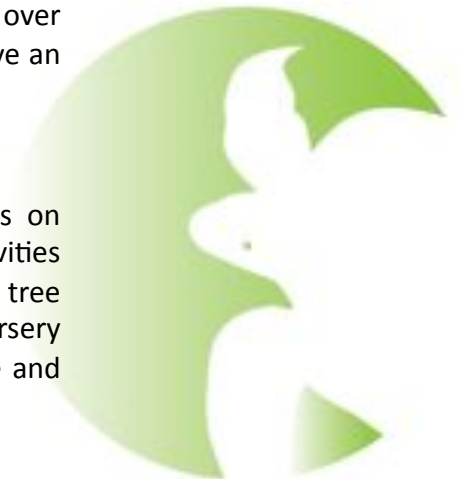 over
ve an
s on
vities
tree
rsery
and